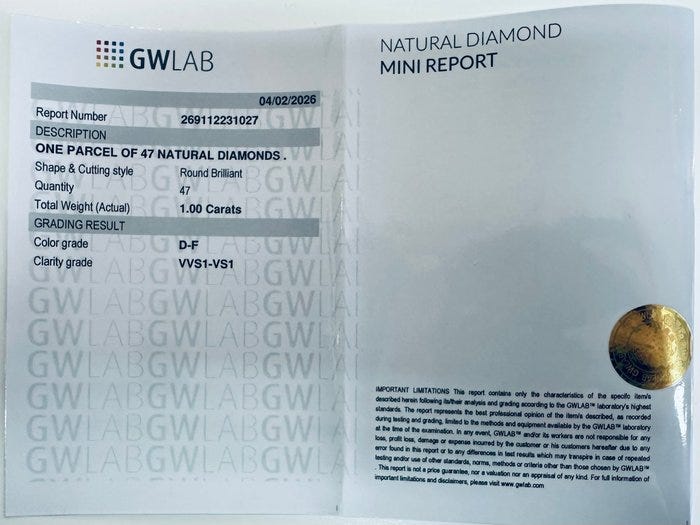 GWLAB
04/02/2026
Report Number 269112231027
DESCRIPTION
ONE PARCEL OF 47 NATURAL DIAMONDS .
Shape & Cutting style Round Brilliant
Quantity 47
Total Weight (Actual) 1.00 Carats
GRADING RESULT
Color grade D-F
Clarity grade VVS1-VS1
NATURAL DIAMOND
MINI REPORT
IMPORTANT LIMITATIONS This report contains only the characteristics of the specific item/s
described herein following its/their analysis and grading according to the GWLAB™ laboratory's highest
standards. The report represents the best professional opinion of the item/s described, as recorded
during testing and grading, limited to the methods and equipment available by the GWLAB™ laboratory
at the time of the examination. In any event, GWLAB™ and/or its workers are not responsible for any
loss, profit loss, damage or expense incurred by the customer or his customers hereafter due to any
error found in this report or to any differences in test results which may transpire in case of repeated
testing and/or use of other standards, norms, methods or criteria other than those chosen by GWLAB™
. This report is not a price guarantee, nor a valuation nor an appraisal of any kind. For full information of
important limitations and disclaimers, please visit www.gwlab.com